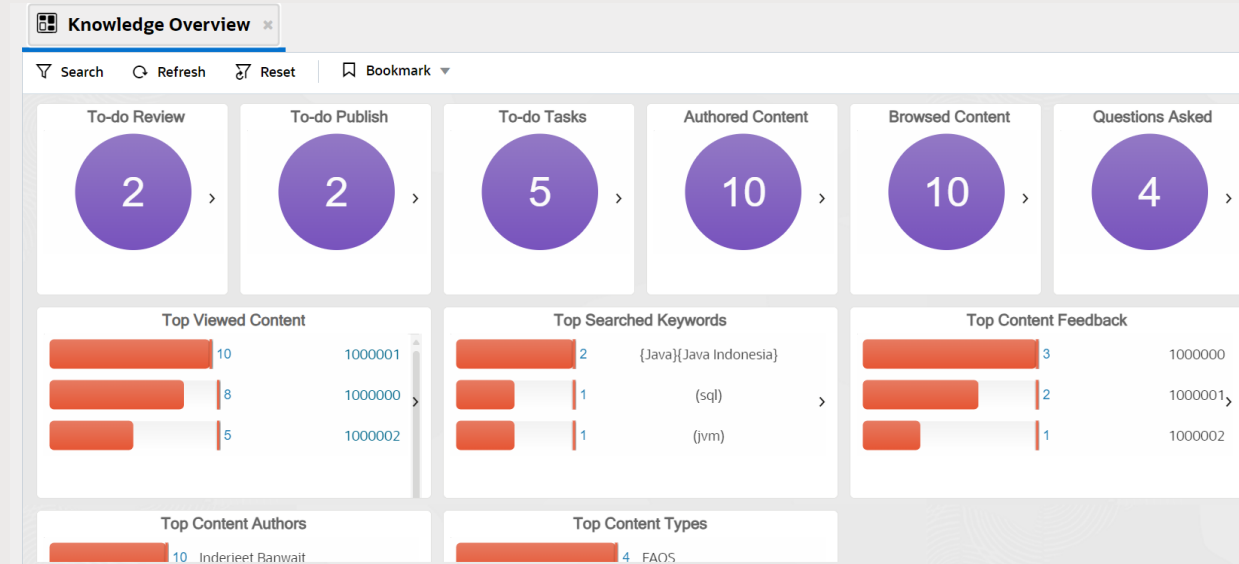 Knowledge Overview ×
Search Refresh Reset Bookmark
To-do Review To-do Publish To-do Tasks Authored Content Browsed Content Questions Asked
2 2 5 10 10 4
Top Viewed Content
10 1000001
8 1000000
5 1000002
Top Searched Keywords
2 {Java}{Java Indonesia}
1 (sql)
1 (jvm)
Top Content Feedback
3 1000000
2 1000001
1 1000002
Top Content Authors
10 Inderjeet Banwait
Top Content Types
4 FAQS